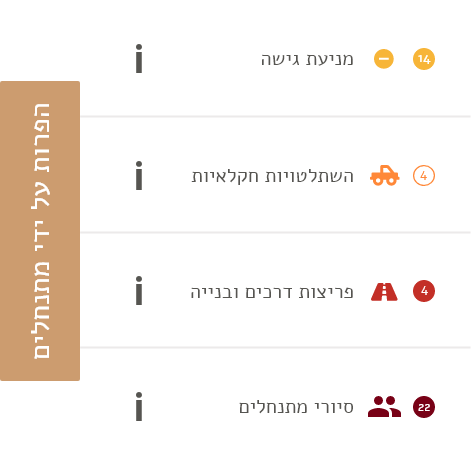 14 מניעת גישה i
4 השתלטויות חקלאיות i
4 פריצות דרכים ובנייה i
22 סיורי מתנחלים i
הפרות על ידי מתנחלים